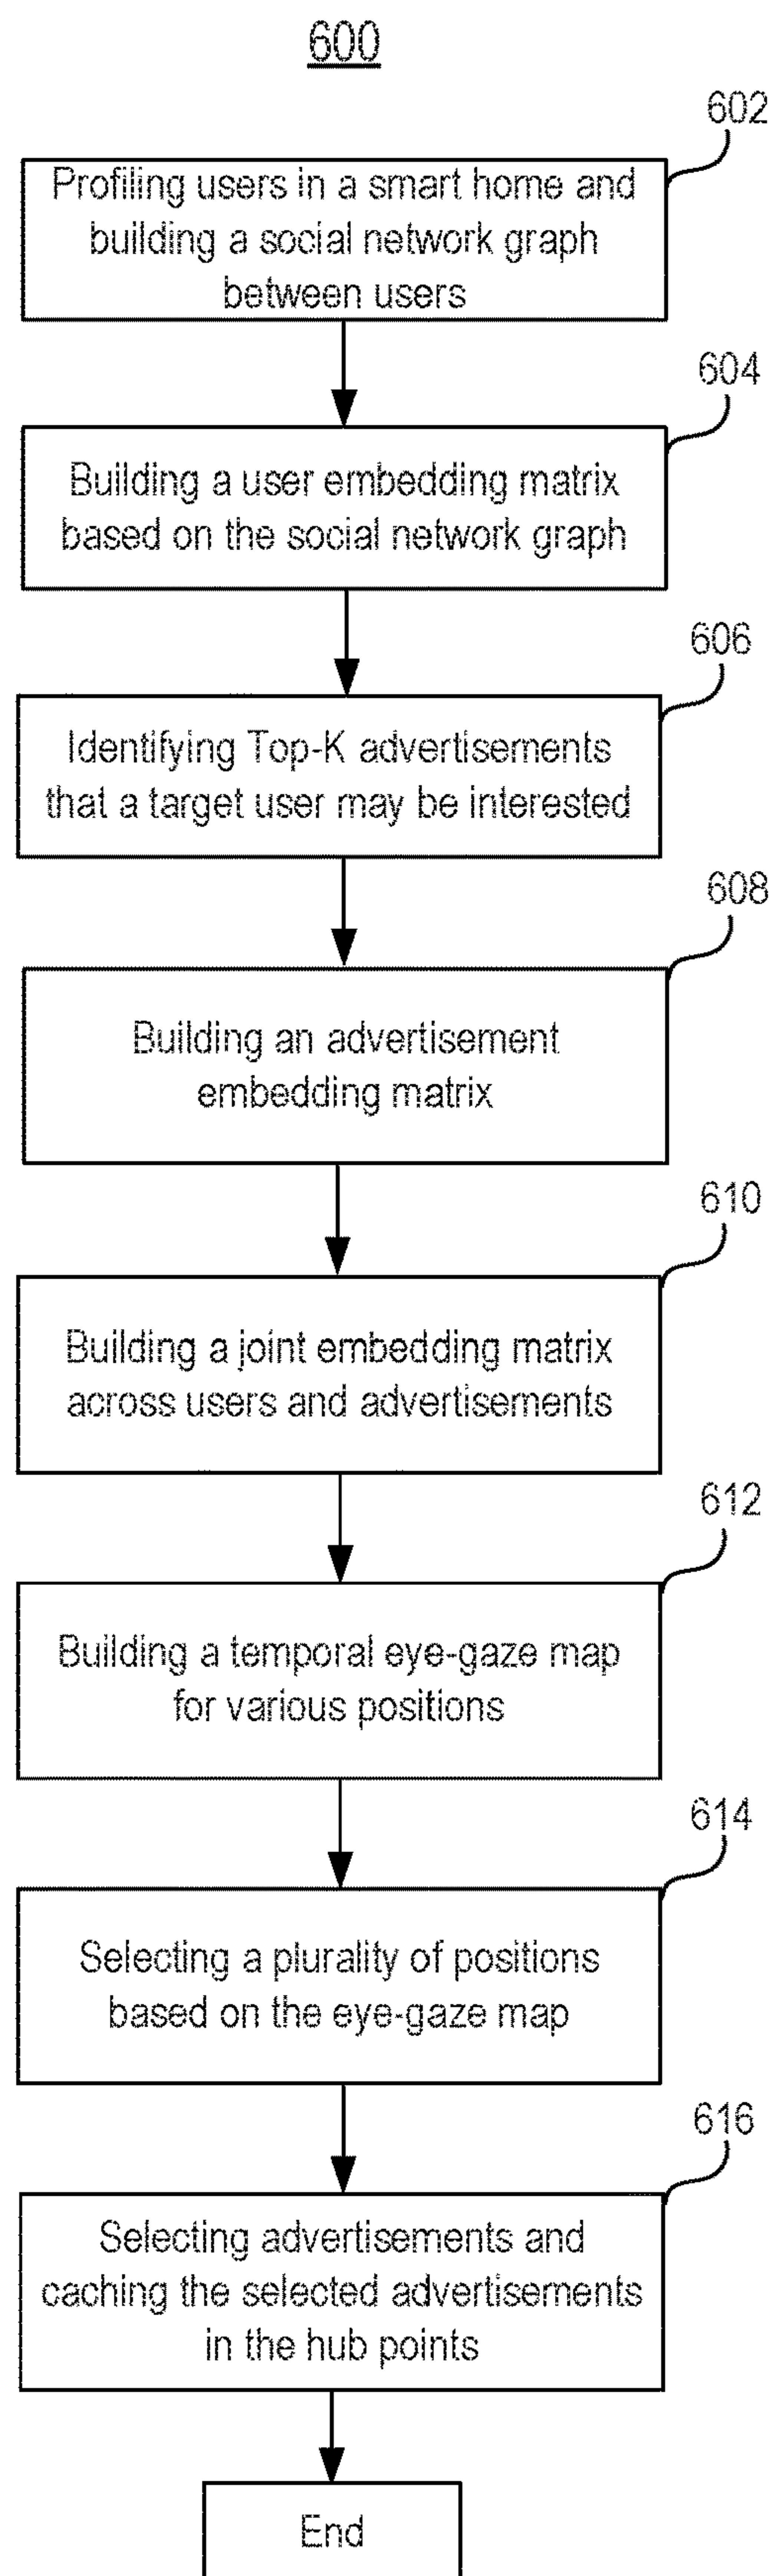 600
602
Profiling users in a smart home and
building a social network graph
between users
604
Building a user embedding matrix
based on the social network graph
606
Identifying Top-K advertisements
that a target user may be interested
608
Building an advertisement
embedding matrix
610
Building a joint embedding matrix
across users and advertisements
612
Building a temporal eye-gaze map
for various positions
614
Selecting a plurality of positions
based on the eye-gaze map
616
Selecting advertisements and
caching the selected advertisements
in the hub points
End